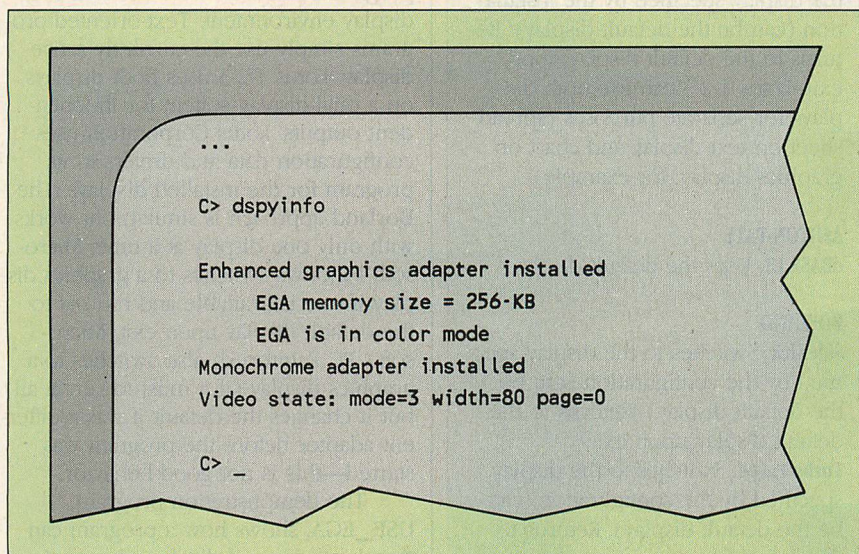 ...
C> dspyinfo
Enhanced graphics adapter installed
EGA memory size = 256-KB
EGA is in color mode
Monochrome adapter installed
Video state: mode=3 width=80 page=0
C> _